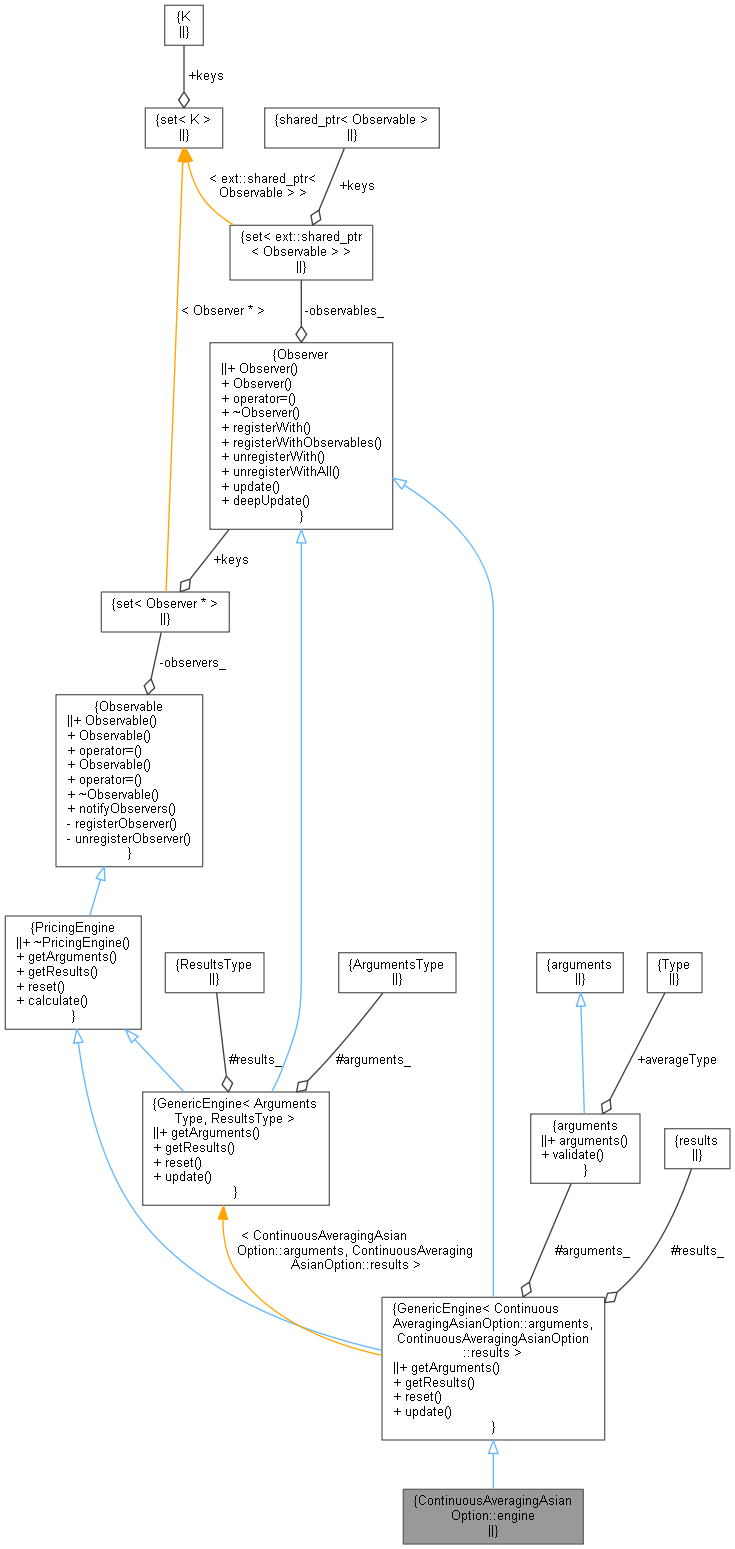 {K
||}
+keys
{set< K >
||}
{shared_ptr< Observable >
||}
< ext::shared_ptr<
Observable > >
+keys
{set< ext::shared_ptr
< Observable > >
||}
< Observer * >
-observables_
{Observer
||+ Observer()
+ Observer()
+ operator=()
+ ~Observer()
+ registerWith()
+ registerWithObservables()
+ unregisterWith()
+ unregisterWithAll()
+ update()
+ deepUpdate()
}
+keys
{set< Observer * >
||}
-observers_
{Observable
||+ Observable()
+ Observable()
+ operator=()
+ Observable()
+ operator=()
+ ~Observable()
+ notifyObservers()
- registerObserver()
- unregisterObserver()
}
{PricingEngine
||+ ~PricingEngine()
+ getArguments()
+ getResults()
+ reset()
+ calculate()
}
{ResultsType
||}
{ArgumentsType
||}
{arguments
||}
{Type
||}
#results_
#arguments_
+averageType
{GenericEngine< Arguments
Type, ResultsType >
||+ getArguments()
+ getResults()
+ reset()
+ update()
}
{arguments
||+ arguments()
+ validate()
}
{results
||}
< ContinuousAveragingAsian
Option::arguments, ContinuousAveraging
AsianOption::results >
#arguments_
#results_
{GenericEngine< Continuous
AveragingAsianOption::arguments,
ContinuousAveragingAsianOption
::results >
||+ getArguments()
+ getResults()
+ reset()
+ update()
}
{ContinuousAveragingAsian
Option::engine
||}